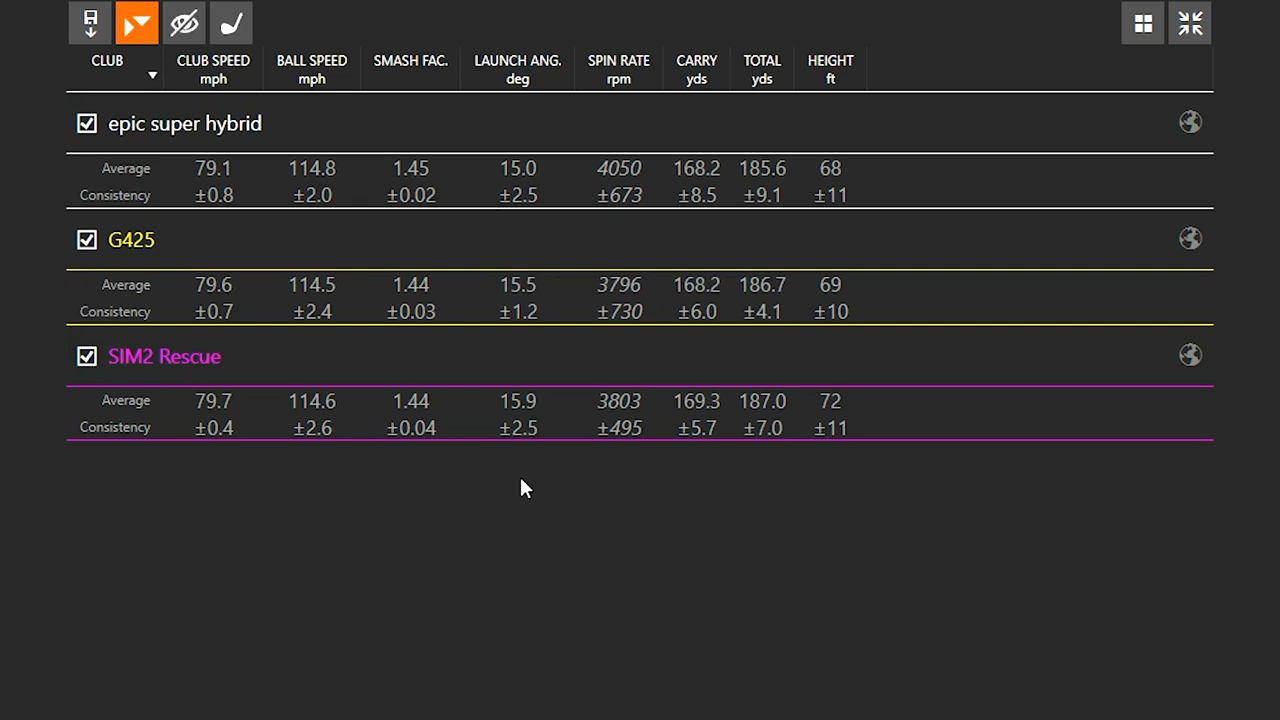 CLUB CLUB SPEED BALL SPEED SMASH FAC. LAUNCH ANG. SPIN RATE CARRY TOTAL HEIGHT
mph mph deg rpm yds yds ft
epic super hybrid
Average 79.1 114.8 1.45 15.0 4050 168.2 185.6 68
Consistency ±0.8 ±2.0 ±0.02 ±2.5 ±673 ±8.5 ±9.1 ±11
G425
Average 79.6 114.5 1.44 15.5 3796 168.2 186.7 69
Consistency ±0.7 ±2.4 ±0.03 ±1.2 ±730 ±6.0 ±4.1 ±10
SIM2 Rescue
Average 79.7 114.6 1.44 15.9 3803 169.3 187.0 72
Consistency ±0.4 ±2.6 ±0.04 ±2.5 ±495 ±5.7 ±7.0 ±11